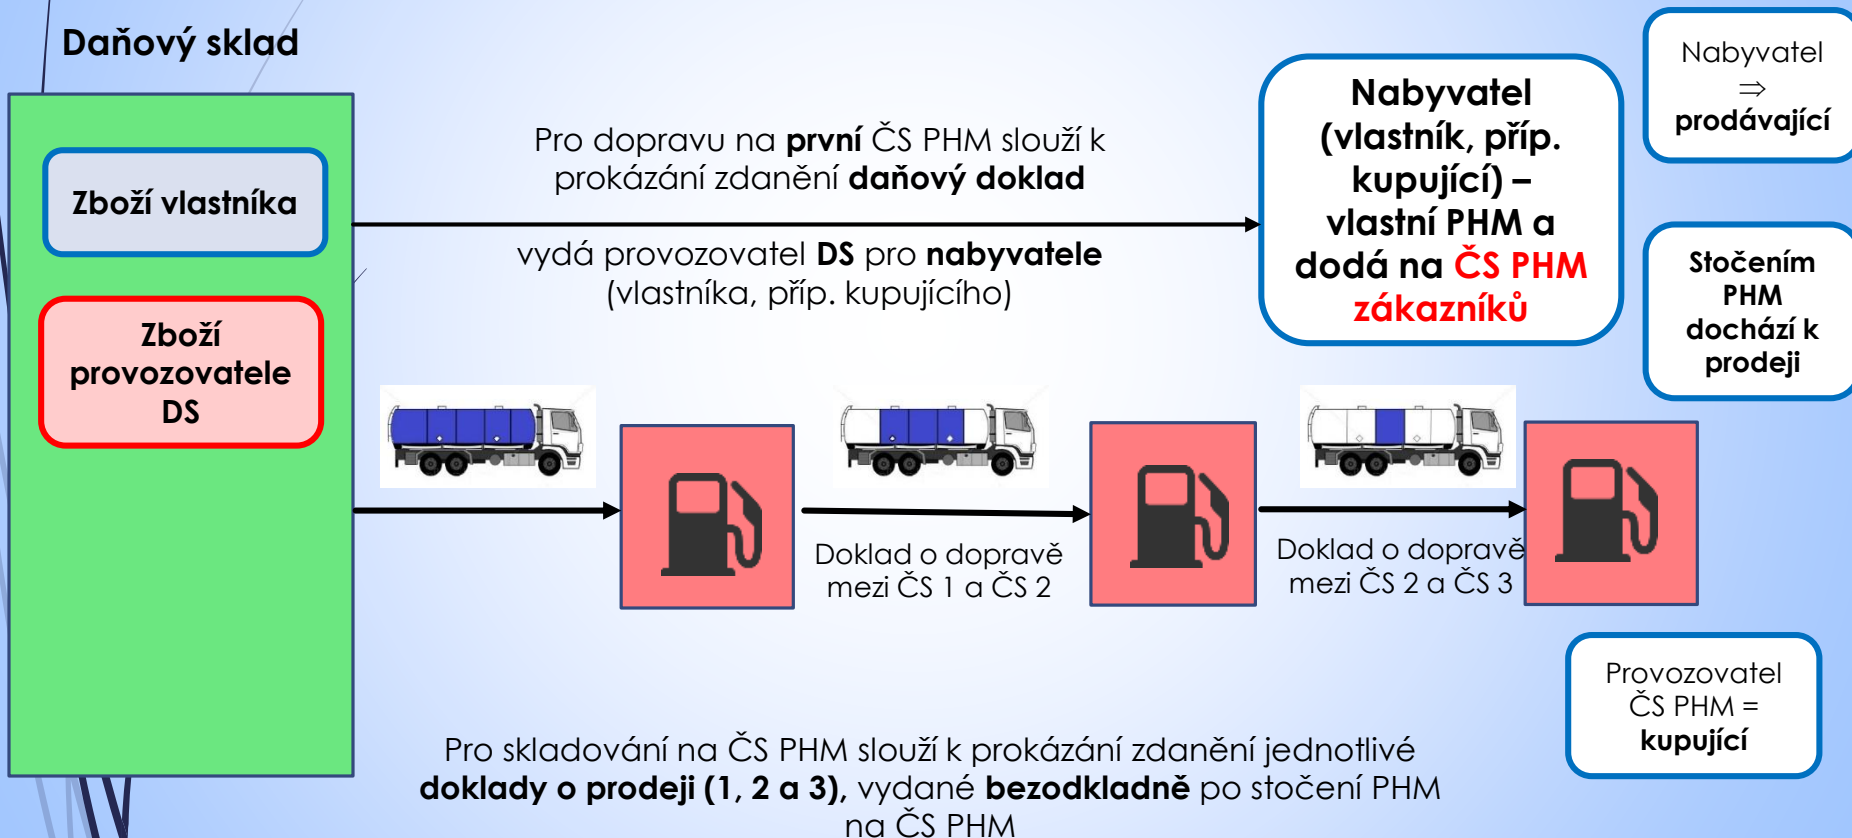 Daňový sklad
Zboží vlastníka
Zboží
provozovatele
DS
Pro dopravu na první ČS PHM slouží k
prokázání zdanění daňový doklad
vydá provozovatel DS pro nabyvatele
(vlastníka, příp. kupujícího)
Nabyvatel
(vlastník, příp.
kupující) –
vlastní PHM a
dodá na ČS PHM
zákazníků
Nabyvatel
⇒
prodávající
Stočením
PHM
dochází k
prodeji
Doklad o dopravě
mezi ČS 1 a ČS 2
Doklad o dopravě
mezi ČS 2 a ČS 3
Provozovatel
ČS PHM =
kupující
Pro skladování na ČS PHM slouží k prokázání zdanění jednotlivé
doklady o prodeji (1, 2 a 3), vydané bezodkladně po stočení PHM
na ČS PHM